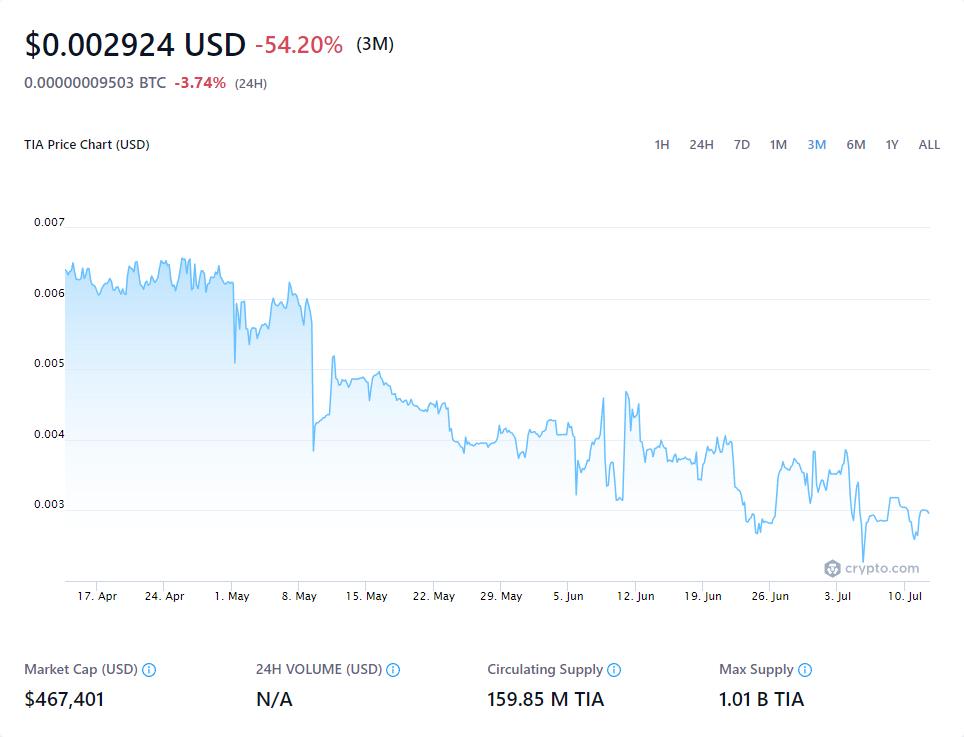 $0.002924 USD -54.20% (3M)
0.00000009503 BTC -3.74% (24H)
TIA Price Chart (USD) 1H 24H 7D 1M 3M 6M 1Y ALL
0.007
0.006
0.005
0.004
0.003
crypto.com
17. Apr 24. Apr 1. May 8. May 15. May 22. May 29. May 5. Jun 12. Jun 19. Jun 26. Jun 3. Jul 10. Jul
Market Cap (USD) 24H VOLUME (USD) Circulating Supply Max Supply
$467,401 N/A 159.85 M TIA 1.01 B TIA